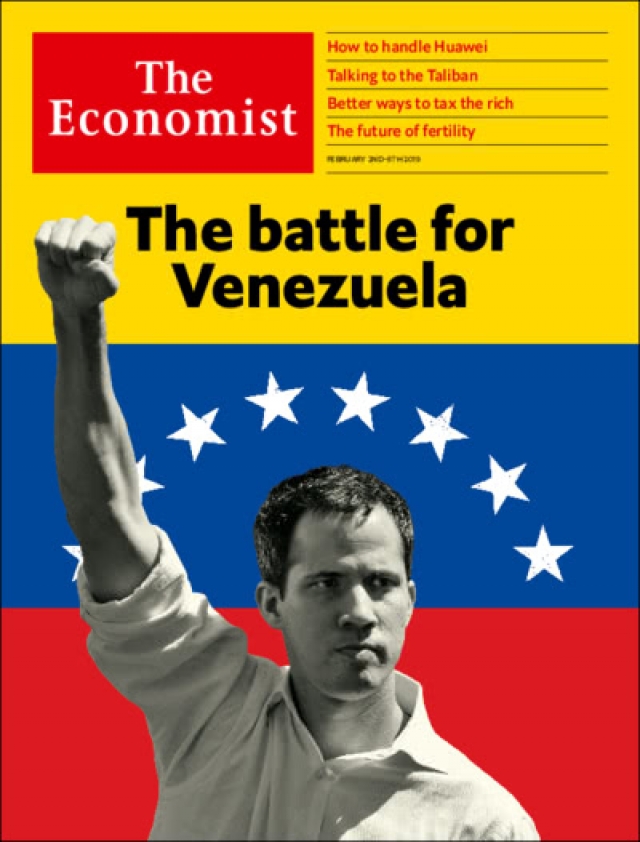 The
Economist
How to handle Huawei
Talking to the Taliban
Better ways to tax the rich
The future of fertility
FEBRUARY 2ND–8TH 2019
The battle for
Venezuela